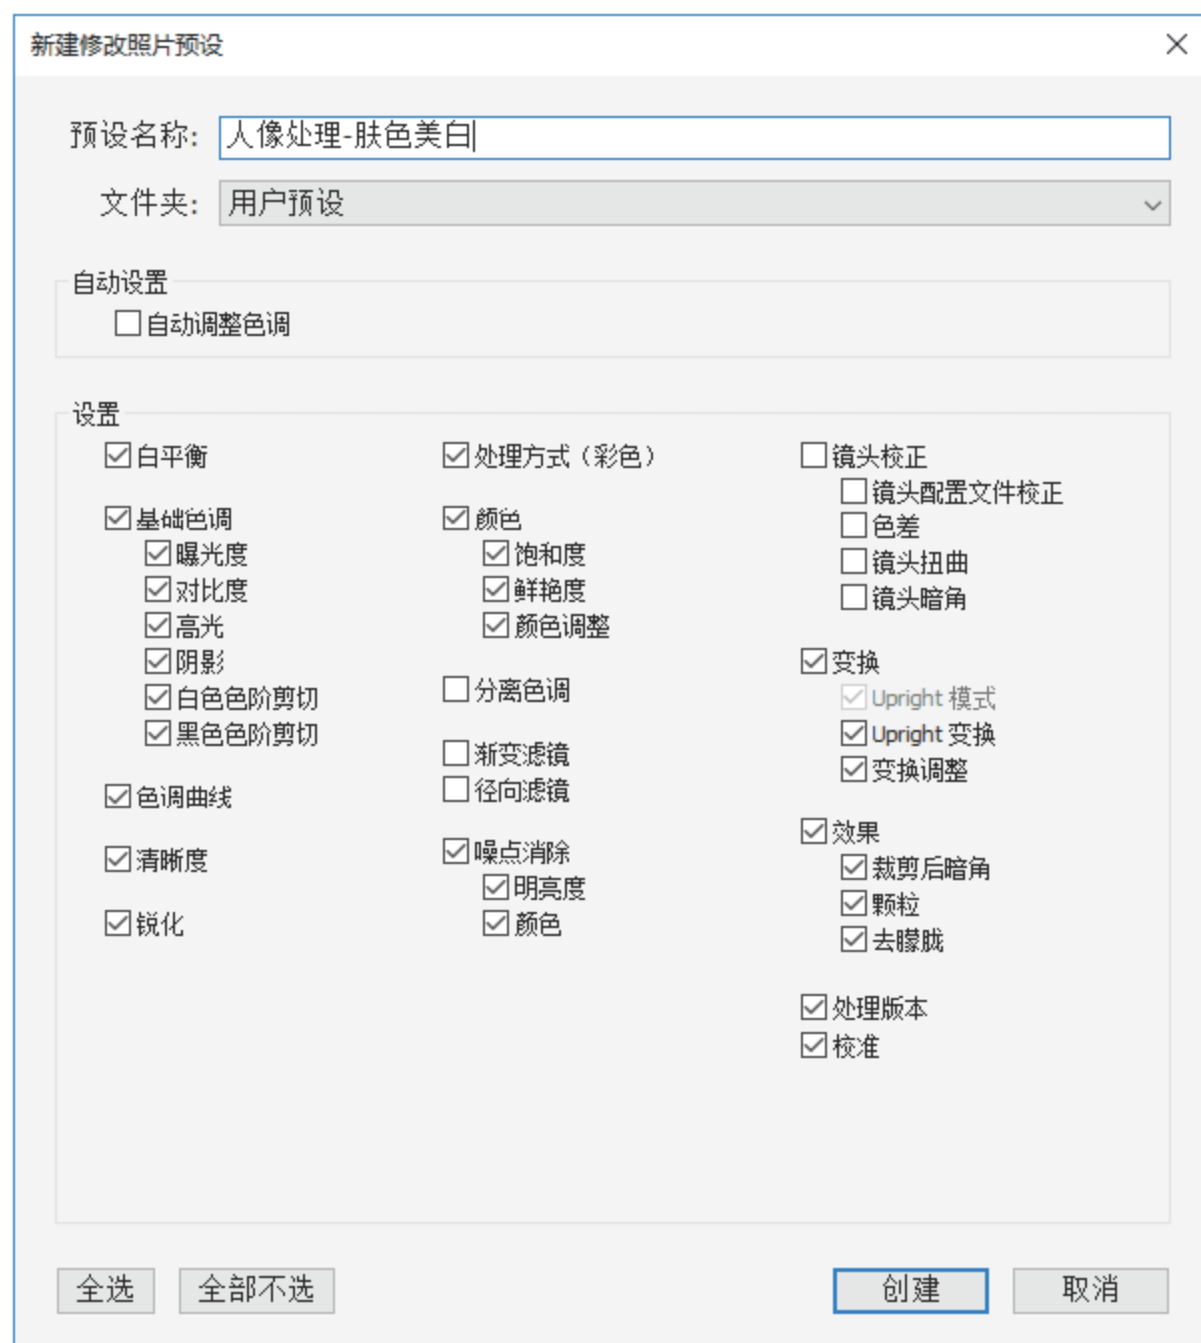 新建修改照片预设
预设名称: 人像处理-肤色美白
文件夹: 用户预设
自动设置
自动调整色调
设置
白平衡
基础色调
曝光度
对比度
高光
阴影
白色色阶剪切
黑色色阶剪切
色调曲线
清晰度
锐化
处理方式（彩色）
颜色
饱和度
鲜艳度
颜色调整
分离色调
渐变滤镜
径向滤镜
噪点消除
明亮度
颜色
镜头校正
镜头配置文件校正
色差
镜头扭曲
镜头暗角
变换
Upright 模式
Upright 变换
变换调整
效果
裁剪后暗角
颗粒
去朦胧
处理版本
校准
全选 全部不选 创建 取消